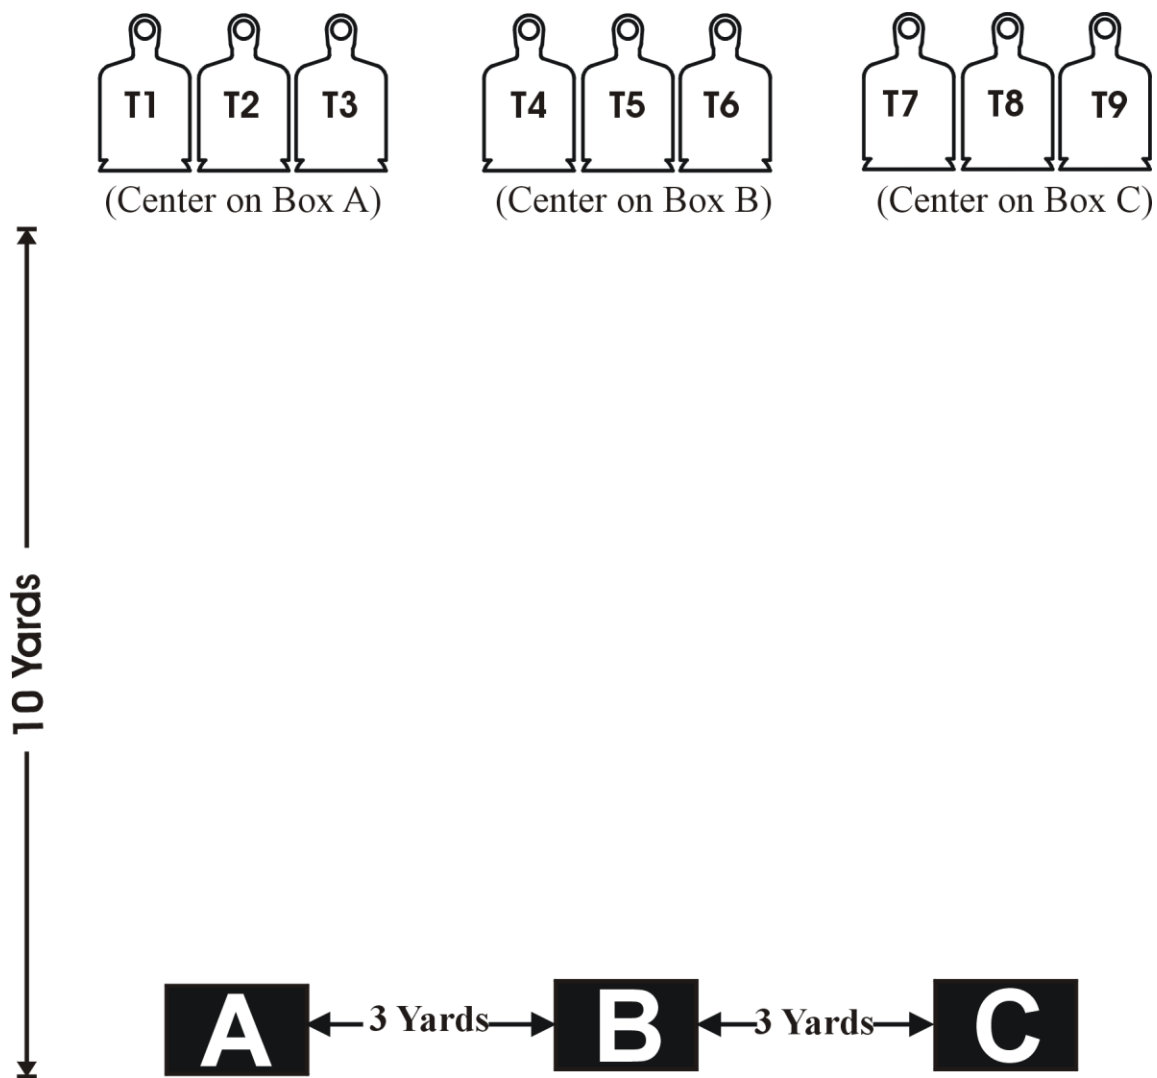 T1 T2 T3 T4 T5 T6 T7 T8 T9
(Center on Box A) (Center on Box B) (Center on Box C)
10 Yards
A 3 Yards B 3 Yards C